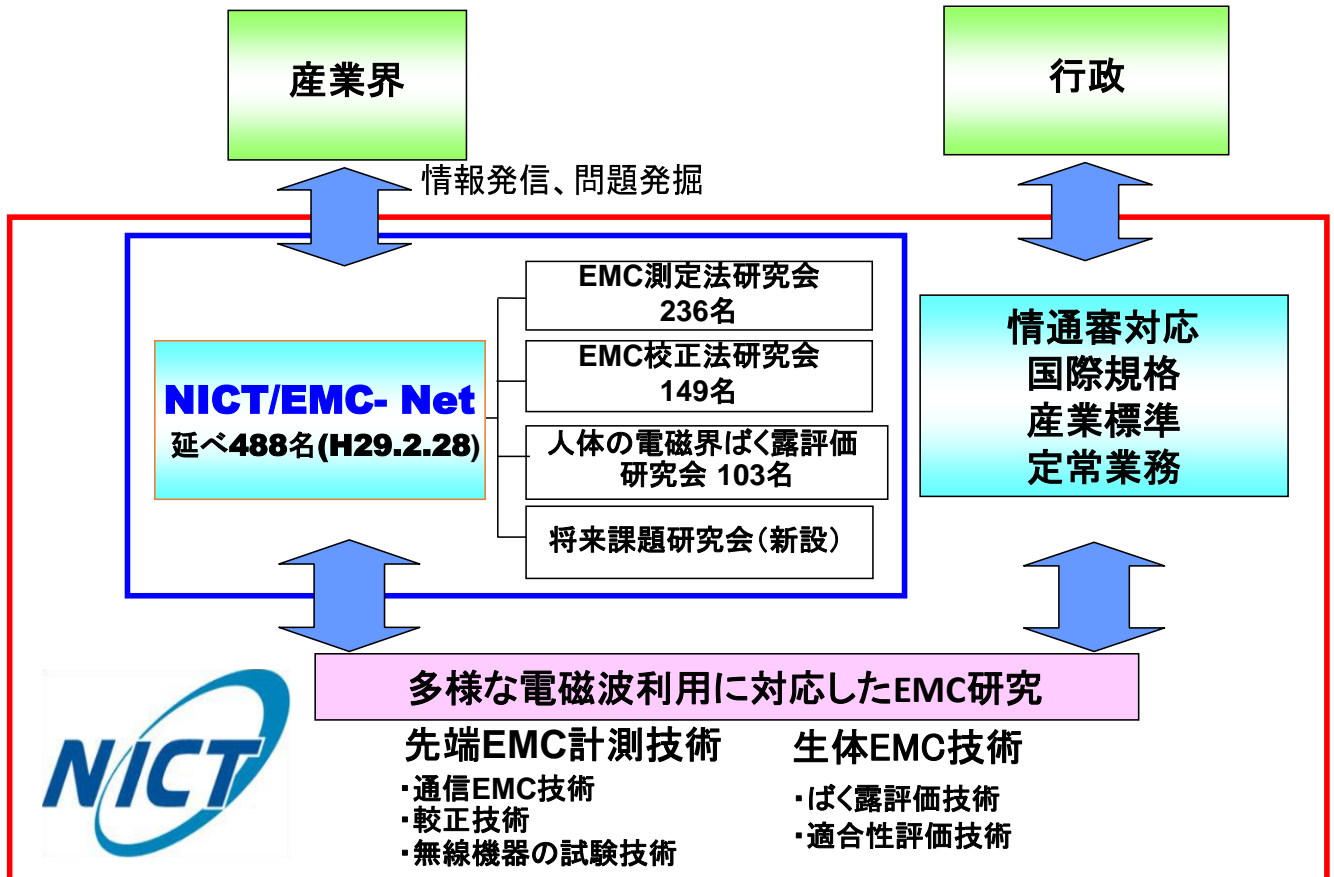 産業界
行政
情報発信、問題発掘
NICT/EMC- Net
延べ488名(H29.2.28)
EMC測定法研究会
236名
EMC校正法研究会
149名
人体の電磁界ばく露評価
研究会 103名
将来課題研究会(新設)
情通審対応
国際規格
産業標準
定常業務
多様な電磁波利用に対応したEMC研究
先端EMC計測技術
・通信EMC技術
・較正技術
・無線機器の試験技術
生体EMC技術
・ばく露評価技術
・適合性評価技術
NICT